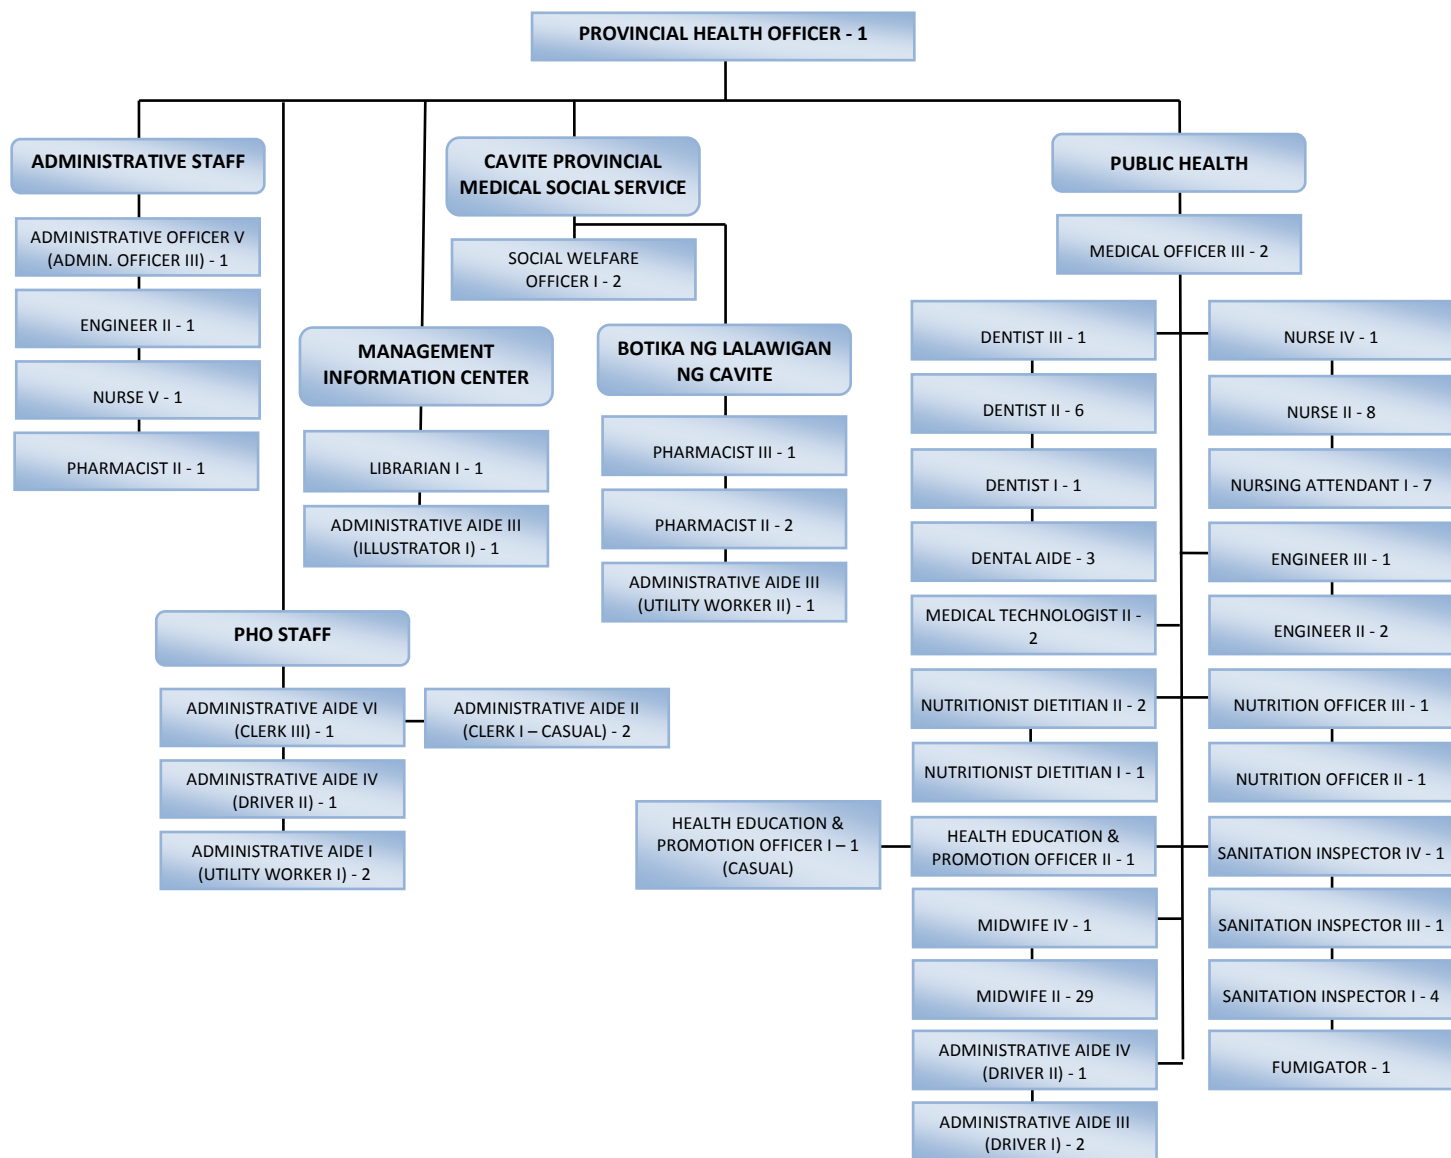 PROVINCIAL HEALTH OFFICER - 1
ADMINISTRATIVE STAFF
ADMINISTRATIVE OFFICER V
(ADMIN. OFFICER III) - 1
ENGINEER II - 1
NURSE V - 1
PHARMACIST II - 1
PHO STAFF
ADMINISTRATIVE AIDE VI
(CLERK III) - 1
ADMINISTRATIVE AIDE II
(CLERK I – CASUAL) - 2
ADMINISTRATIVE AIDE IV
(DRIVER II) - 1
ADMINISTRATIVE AIDE I
(UTILITY WORKER I) - 2
MANAGEMENT
INFORMATION CENTER
LIBRARIAN I - 1
ADMINISTRATIVE AIDE III
(ILLUSTRATOR I) - 1
CAVITE PROVINCIAL
MEDICAL SOCIAL SERVICE
SOCIAL WELFARE
OFFICER I - 2
BOTIKA NG LALAWIGAN
NG CAVITE
PHARMACIST III - 1
PHARMACIST II - 2
ADMINISTRATIVE AIDE III
(UTILITY WORKER II) - 1
PUBLIC HEALTH
MEDICAL OFFICER III - 2
DENTIST III - 1
DENTIST II - 6
DENTIST I - 1
DENTAL AIDE - 3
MEDICAL TECHNOLOGIST II -
2
NUTRITIONIST DIETITIAN II - 2
NUTRITIONIST DIETITIAN I - 1
HEALTH EDUCATION &
PROMOTION OFFICER I – 1
(CASUAL)
HEALTH EDUCATION &
PROMOTION OFFICER II - 1
MIDWIFE IV - 1
MIDWIFE II - 29
ADMINISTRATIVE AIDE IV
(DRIVER II) - 1
ADMINISTRATIVE AIDE III
(DRIVER I) - 2
NURSE IV - 1
NURSE II - 8
NURSING ATTENDANT I - 7
ENGINEER III - 1
ENGINEER II - 2
NUTRITION OFFICER III - 1
NUTRITION OFFICER II - 1
SANITATION INSPECTOR IV - 1
SANITATION INSPECTOR III - 1
SANITATION INSPECTOR I - 4
FUMIGATOR - 1